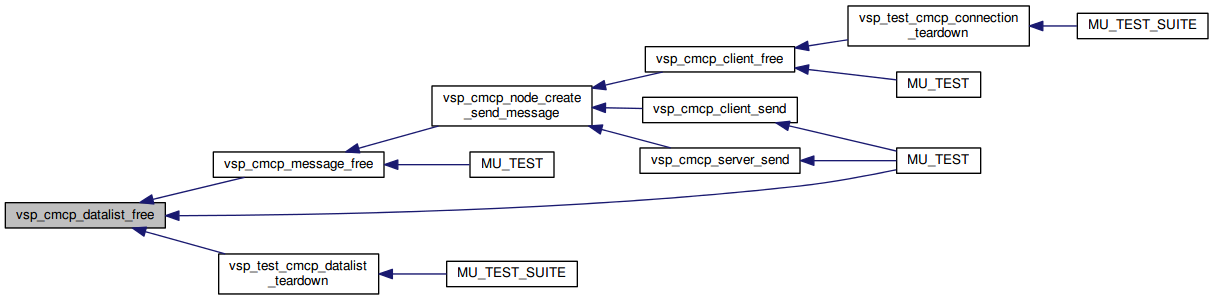 vsp_test_cmcp_connection
_teardown
MU_TEST_SUITE
vsp_cmcp_client_free
MU_TEST
vsp_cmcp_node_create
_send_message
vsp_cmcp_client_send
vsp_cmcp_server_send
MU_TEST
vsp_cmcp_message_free
MU_TEST
vsp_cmcp_datalist_free
vsp_test_cmcp_datalist
_teardown
MU_TEST_SUITE